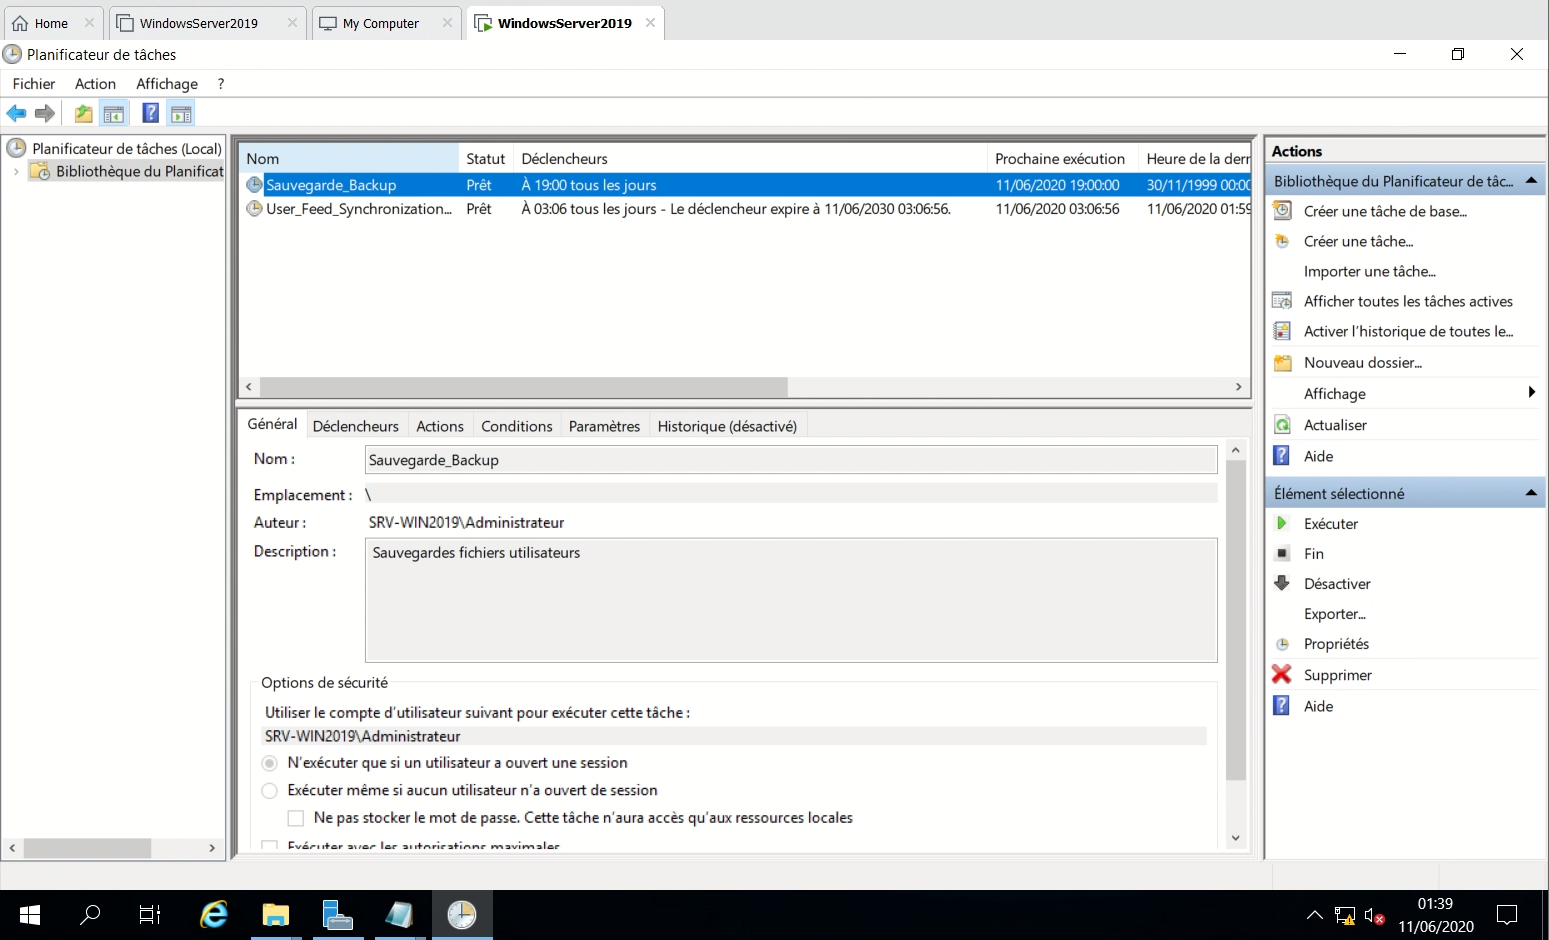 Home
WindowsServer2019
My Computer
WindowsServer2019
Planificateur de tâches
Fichier Action Affichage ?
Planificateur de tâches (Local)
Bibliothèque du Planificat
Nom Statut Déclencheurs Prochaine exécution Heure de la derr
Sauvegarde_Backup Prêt À 19:00 tous les jours 11/06/2020 19:00:00 30/11/1999 00:00
User_Feed_Synchronization... Prêt À 03:06 tous les jours - Le déclencheur expire à 11/06/2030 03:06:56. 11/06/2020 03:06:56 11/06/2020 01:59
Général Déclencheurs Actions Conditions Paramètres Historique (désactivé)
Nom : Sauvegarde_Backup
Emplacement : \
Auteur : SRV-WIN2019\Administrateur
Description : Sauvegardes fichiers utilisateurs
Options de sécurité
Utiliser le compte d'utilisateur suivant pour exécuter cette tâche :
SRV-WIN2019\Administrateur
N'exécuter que si un utilisateur a ouvert une session
Exécuter même si aucun utilisateur n'a ouvert de session
Ne pas stocker le mot de passe. Cette tâche n'aura accès qu'aux ressources locales
Exécuter avec les autorisations maximales
Actions
Bibliothèque du Planificateur de tâc...
Créer une tâche de base...
Créer une tâche...
Importer une tâche...
Afficher toutes les tâches actives
Activer l'historique de toutes le...
Nouveau dossier...
Affichage
Actualiser
Aide
Élément sélectionné
Exécuter
Fin
Désactiver
Exporter...
Propriétés
Supprimer
Aide
01:39
11/06/2020